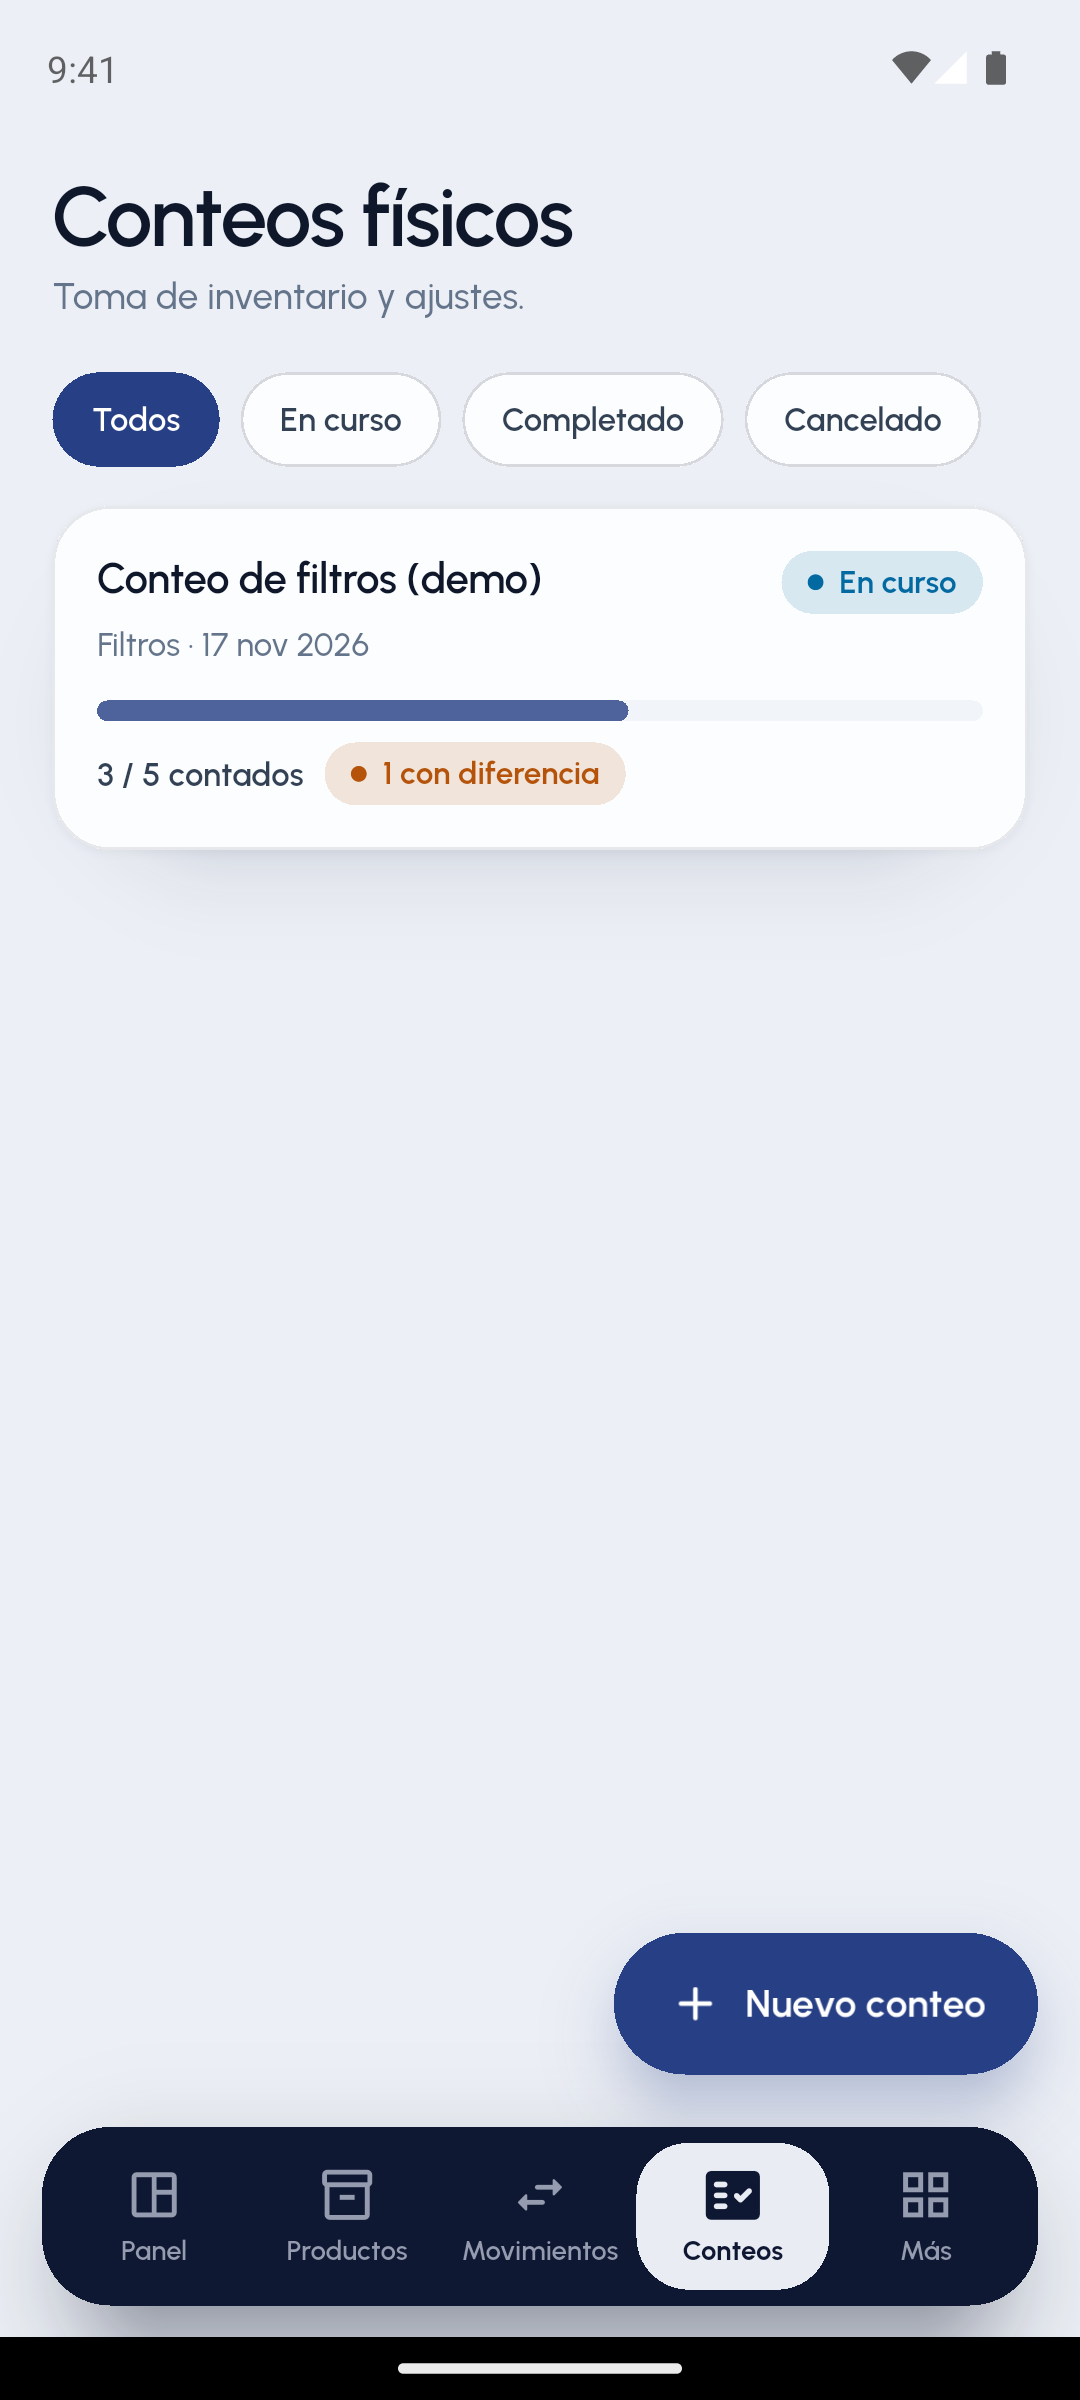 9:41
Conteos físicos
Toma de inventario y ajustes.
Todos
En curso
Completado
Cancelado
Conteo de filtros (demo)
En curso
Filtros · 17 nov 2026
3 / 5 contados
1 con diferencia
Nuevo conteo
Panel
Productos
Movimientos
Conteos
Más